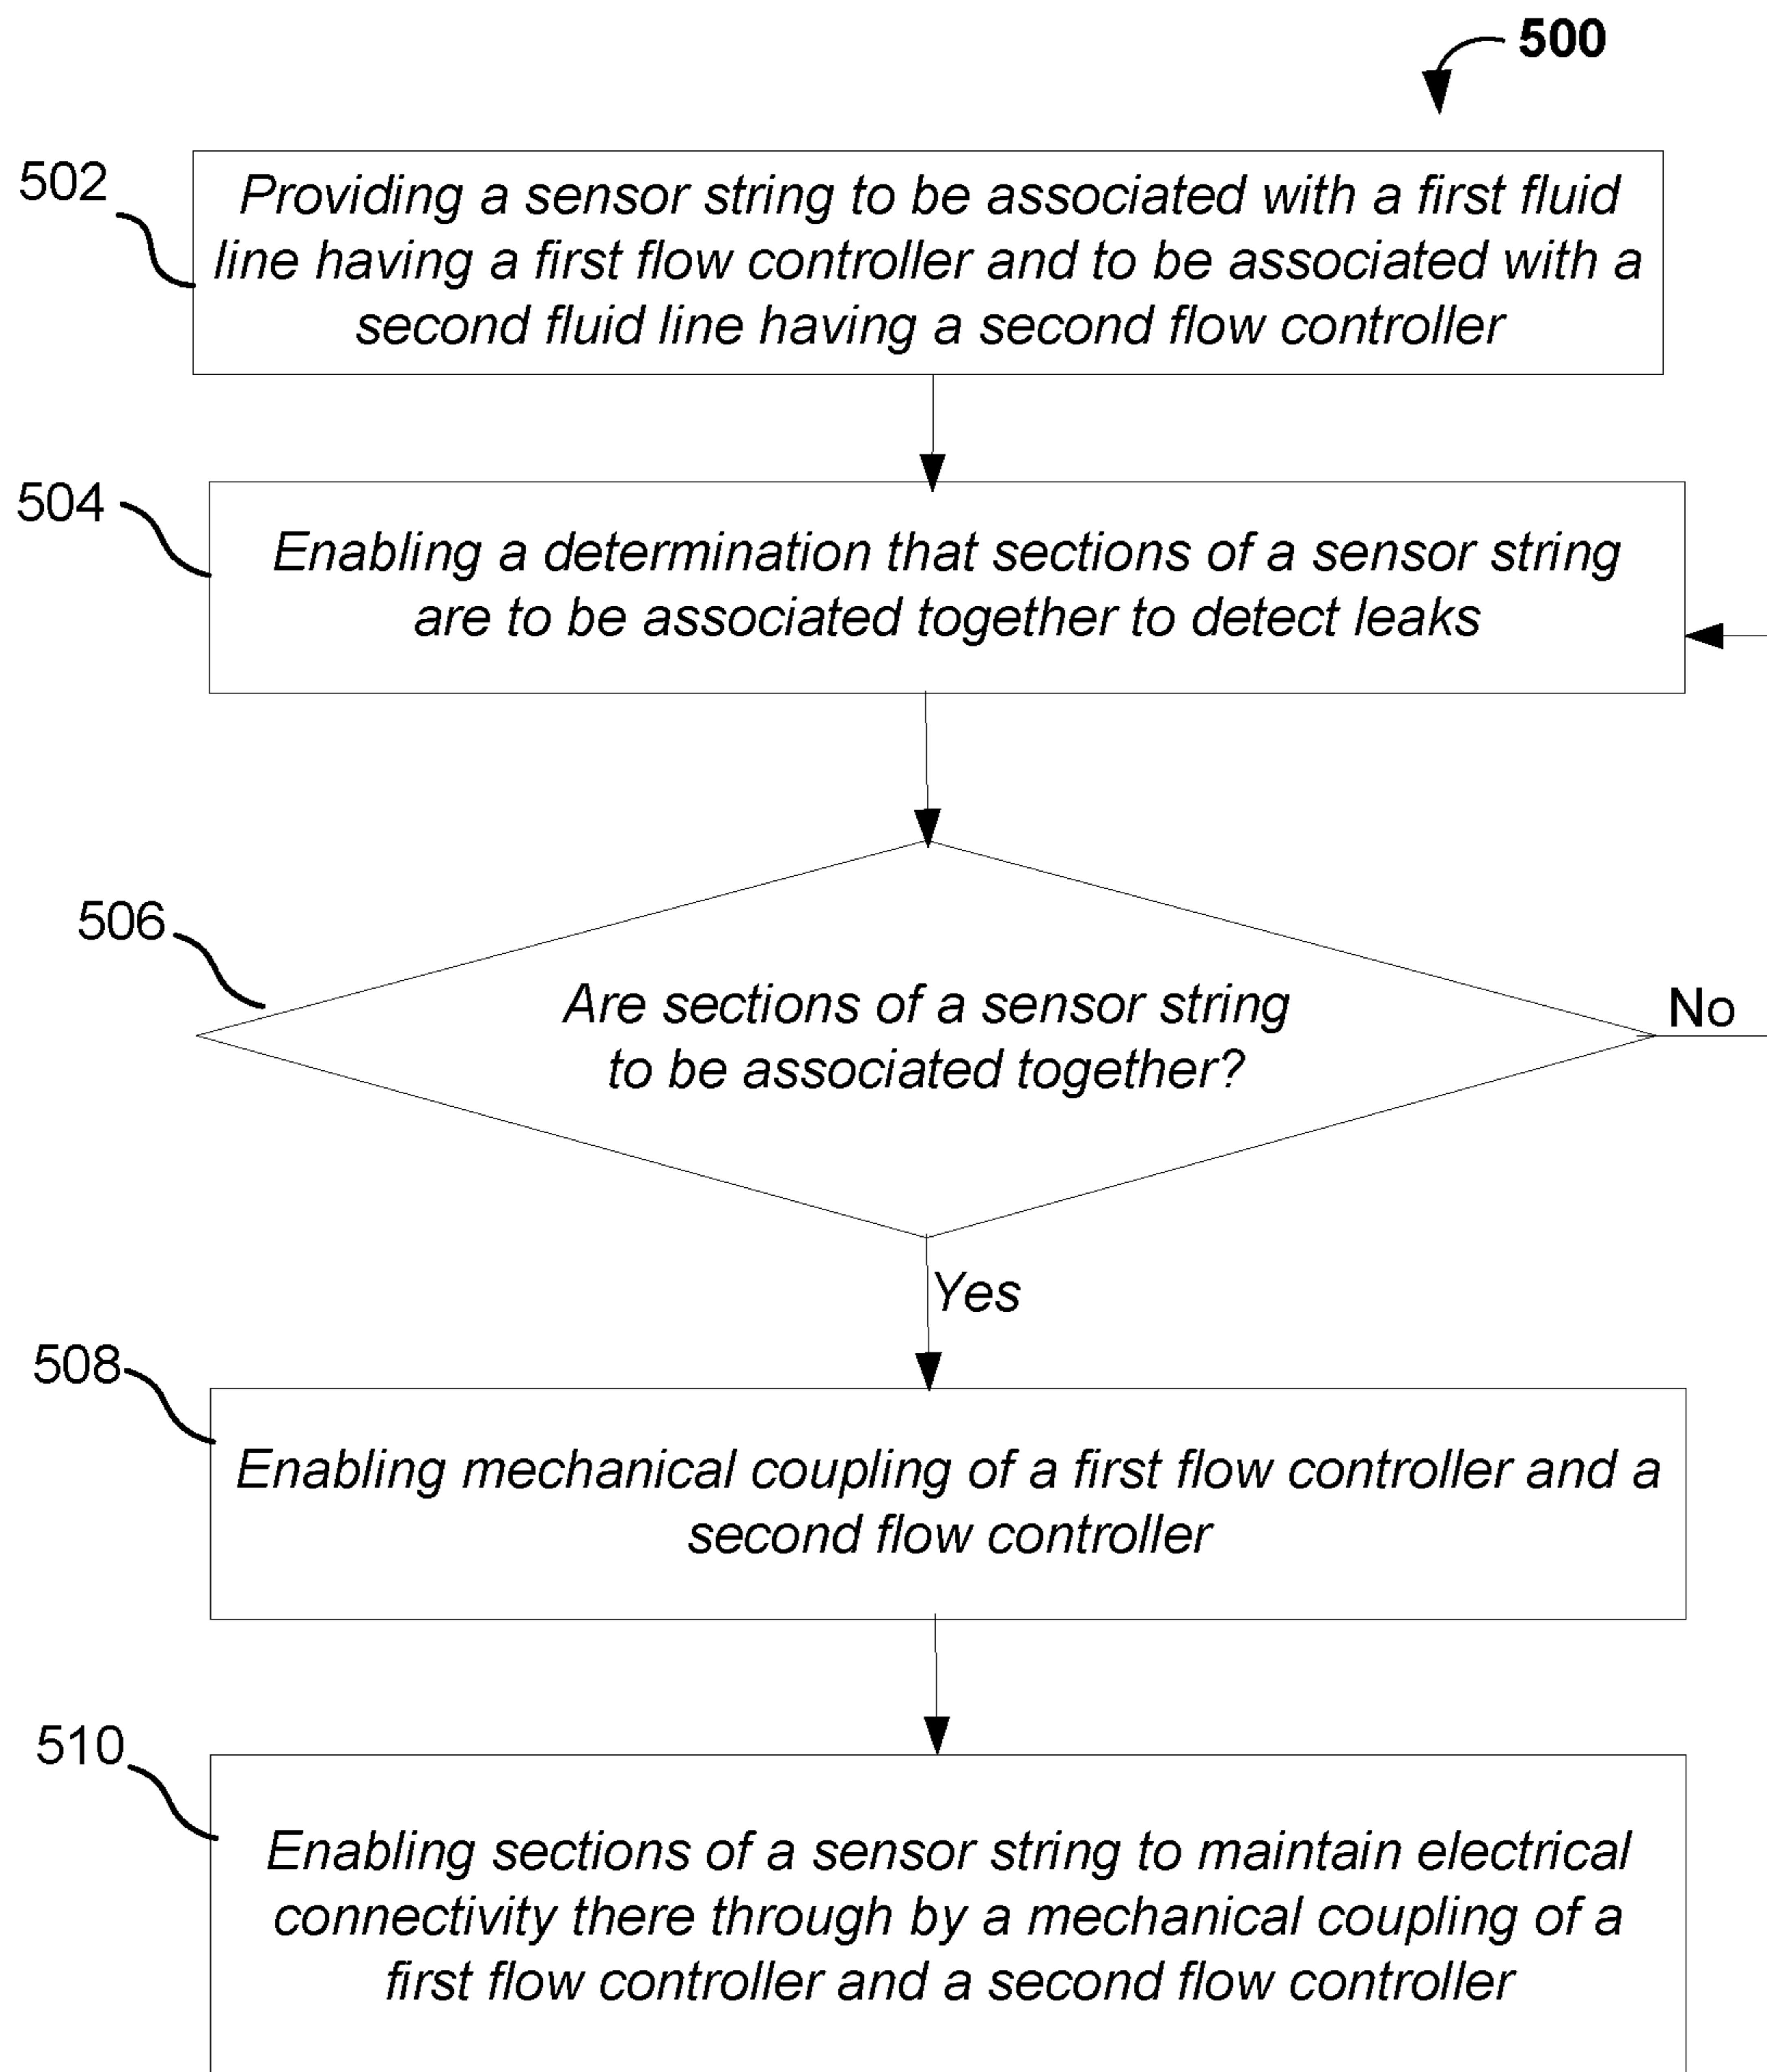 500
502
Providing a sensor string to be associated with a first fluid
line having a first flow controller and to be associated with a
second fluid line having a second flow controller
504
Enabling a determination that sections of a sensor string
are to be associated together to detect leaks
506
Are sections of a sensor string
to be associated together?
No
Yes
508
Enabling mechanical coupling of a first flow controller and a
second flow controller
510
Enabling sections of a sensor string to maintain electrical
connectivity there through by a mechanical coupling of a
first flow controller and a second flow controller